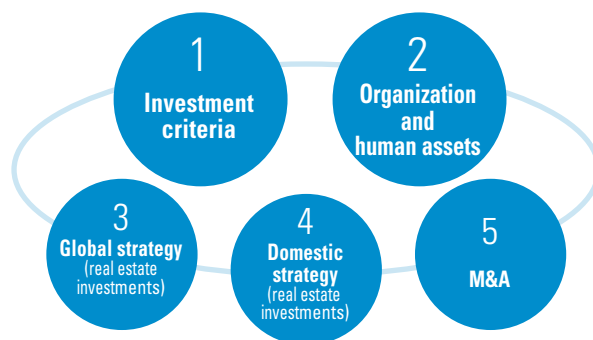 1
Investment
criteria
2
Organization
and
human assets
3
Global strategy
(real estate
investments)
4
Domestic
strategy
(real estate
investments)
5
M&A